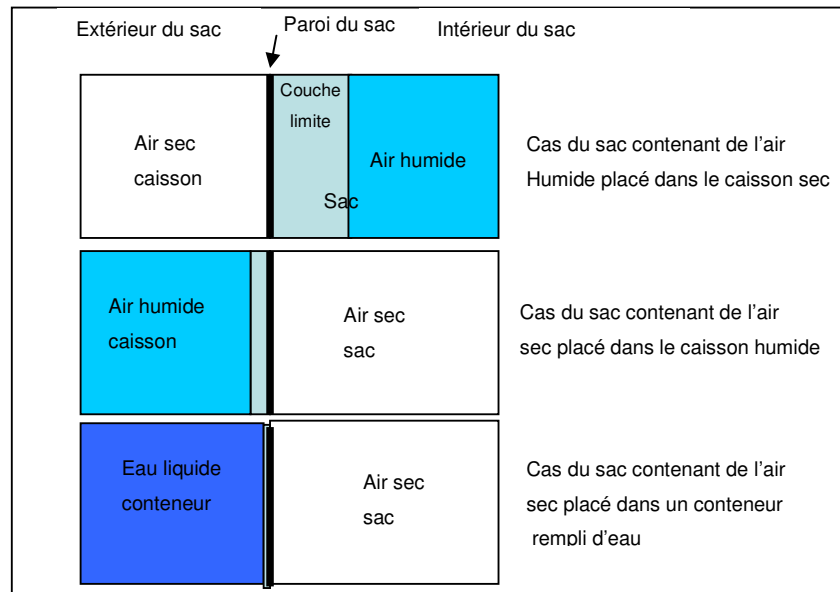 Extérieur du sac
Paroi du sac
Intérieur du sac
Couche
limite
Air sec
caisson
Air humide
Sac
Cas du sac contenant de l'air
Humide placé dans le caisson sec
Air humide
caisson
Air sec
sac
Cas du sac contenant de l'air
sec placé dans le caisson humide
Eau liquide
conteneur
Air sec
sac
Cas du sac contenant de l'air
sec placé dans un conteneur
rempli d'eau